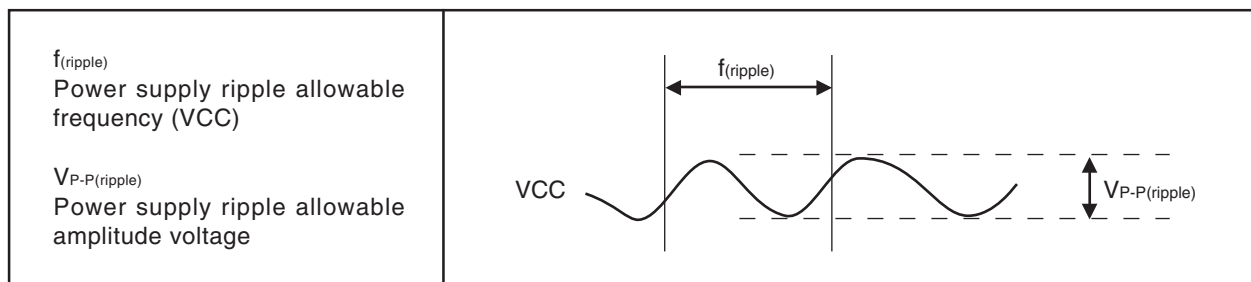 f(ripple)
Power supply ripple allowable
frequency (VCC)
VP-P(ripple)
Power supply ripple allowable
amplitude voltage
f(ripple)
VCC
VP-P(ripple)